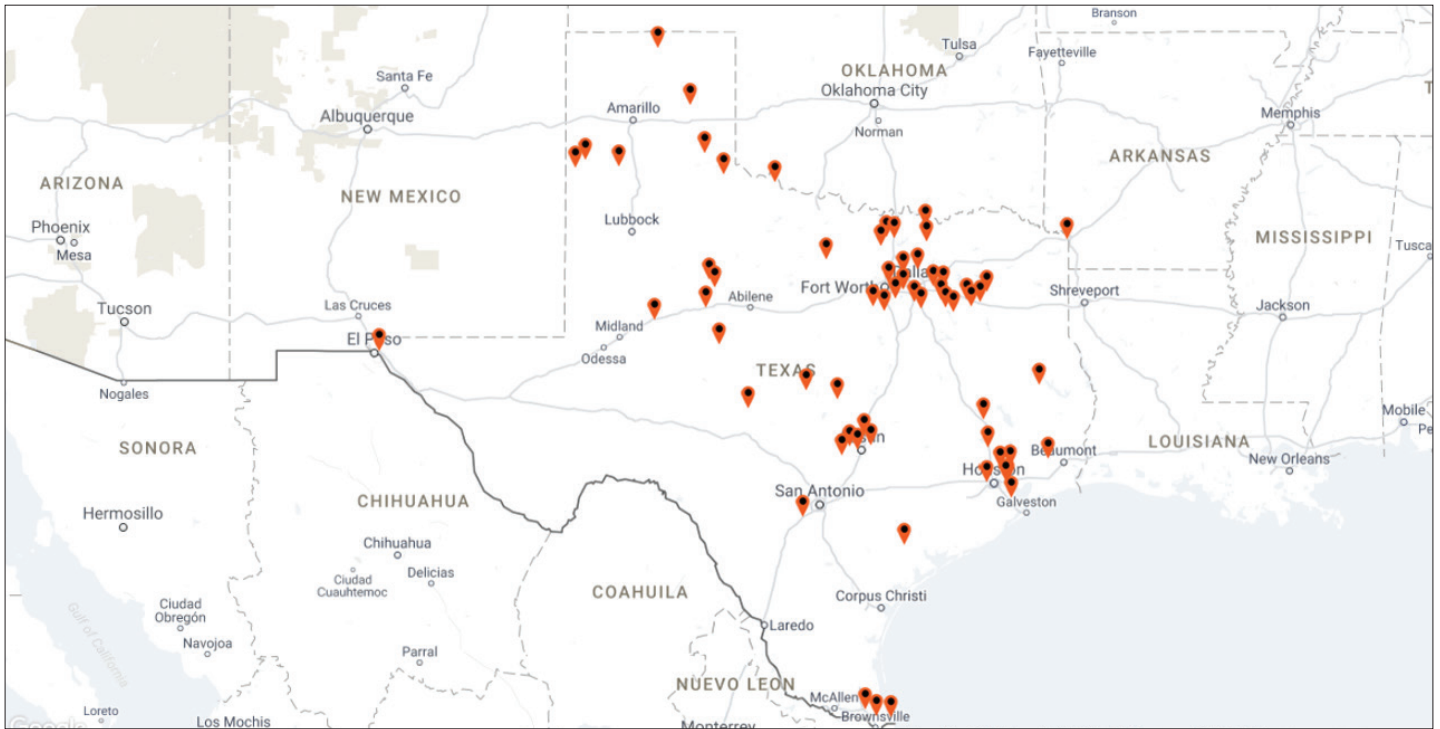 Branson
Tulsa
Fayetteville
OKLAHOMA
Oklahoma City
Santa Fe
Amarillo
Albuquerque
Memphis
Norman
ARKANSAS
ARIZONA
NEW MEXICO
Lubbock
Phoenix
Mesa
MISSISSIPPI
Tusca
Fort Worth
Abilene
Shreveport
Las Cruces
Jackson
Tucson
Midland
Odessa
TEXAS
Nogales
Mobile
Pe
SONORA
LOUISIANA
Beaumont
New Orleans
San Antonio
CHIHUAHUA
Galveston
Hermosillo
Chihuahua
Delicias
Ciudad
Cuauhtemoc
COAHUILA
Corpus Christi
Ciudad
Obregón
Gulf of California
Laredo
Navojoa
Parral
NUEVO LEON
McAllen
Brownsville
Loreto
Los Mochis
Monterrey
Google